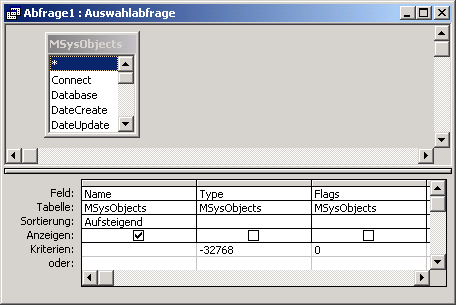 Abfrage1 : Auswahlabfrage
MSysObjects
*
Connect
Database
DateCreate
DateUpdate
Feld: Name Type Flags
Tabelle: MSysObjects MSysObjects MSysObjects
Sortierung: Aufsteigend
Anzeigen:
Kriterien: -32768 0
oder: